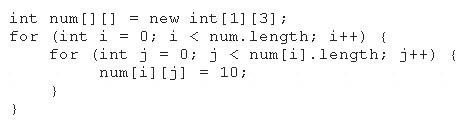 int num[][] = new int[1][3];
for (int i = 0; i < num.length; i++) {
    for (int j = 0; j < num[i].length; j++) {
        num[i][j] = 10;
    }
}